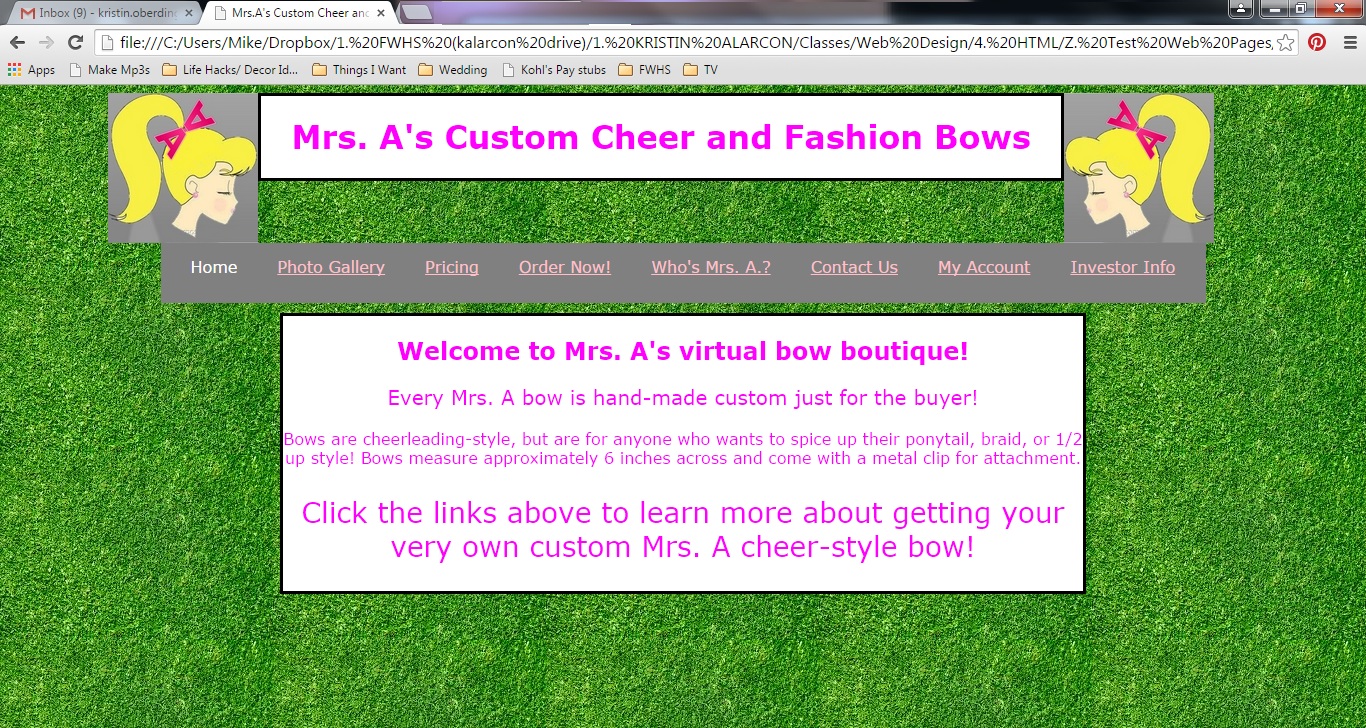 Inbox (9) - kristin.oberding
Mrs.A's Custom Cheer and
file:///C:/Users/Mike/Dropbox/1.%20FWHS%20(kalarcon%20drive)/1.%20KRISTIN%20ALARCON/Classes/Web%20Design/4.%20HTML/Z.%20Test%20Web%20Pages,
Apps Make Mp3s Life Hacks/ Decor Id... Things I Want Wedding Kohl's Pay stubs FWHS TV
Mrs. A's Custom Cheer and Fashion Bows
Home Photo Gallery Pricing Order Now! Who's Mrs. A.? Contact Us My Account Investor Info
Welcome to Mrs. A's virtual bow boutique!
Every Mrs. A bow is hand-made custom just for the buyer!
Bows are cheerleading-style, but are for anyone who wants to spice up their ponytail, braid, or 1/2
up style! Bows measure approximately 6 inches across and come with a metal clip for attachment.
Click the links above to learn more about getting your
very own custom Mrs. A cheer-style bow!